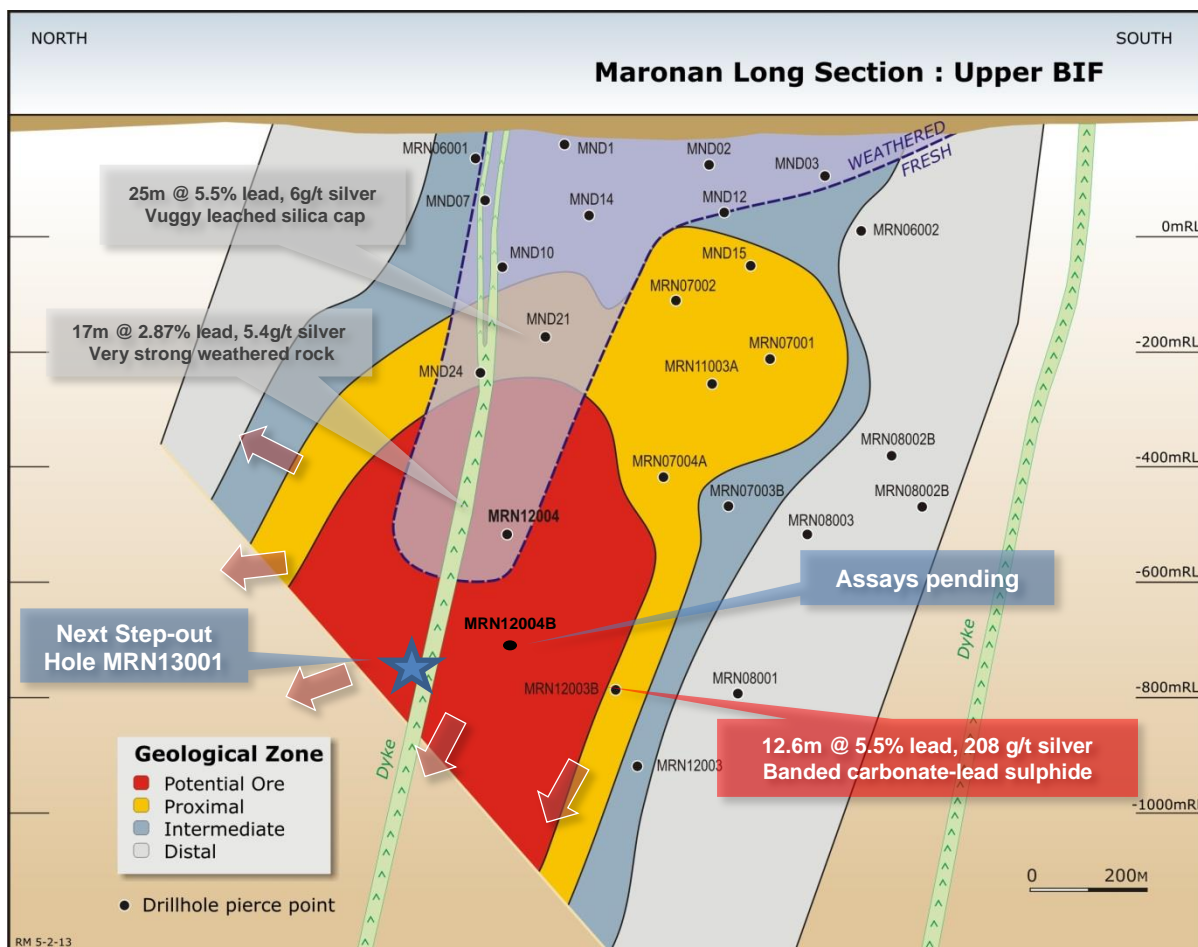 NORTH
SOUTH
Maronan Long Section : Upper BIF
WEATHERED
FRESH
MRN06001
MND1
MND02
MND03
25m @ 5.5% lead, 6g/t silver
Vuggy leached silica cap
MND07
MND14
MND12
MRN06002
0mRL
MND10
MND15
MRN07002
17m @ 2.87% lead, 5.4g/t silver
Very strong weathered rock
MND21
MRN07001
-200mRL
MND24
MRN11003A
MRN08002B
MRN07004A
-400mRL
MRN07003B
MRN08002B
MRN12004
MRN08003
Assays pending
-600mRL
Next Step-out
Hole MRN13001
MRN12004B
Dyke
MRN12003B
MRN08001
-800mRL
12.6m @ 5.5% lead, 208 g/t silver
Banded carbonate-lead sulphide
Dyke
MRN12003
Geological Zone
Potential Ore
Proximal
Intermediate
Distal
-1000mRL
Drillhole pierce point
0 200M
RM 5-2-13